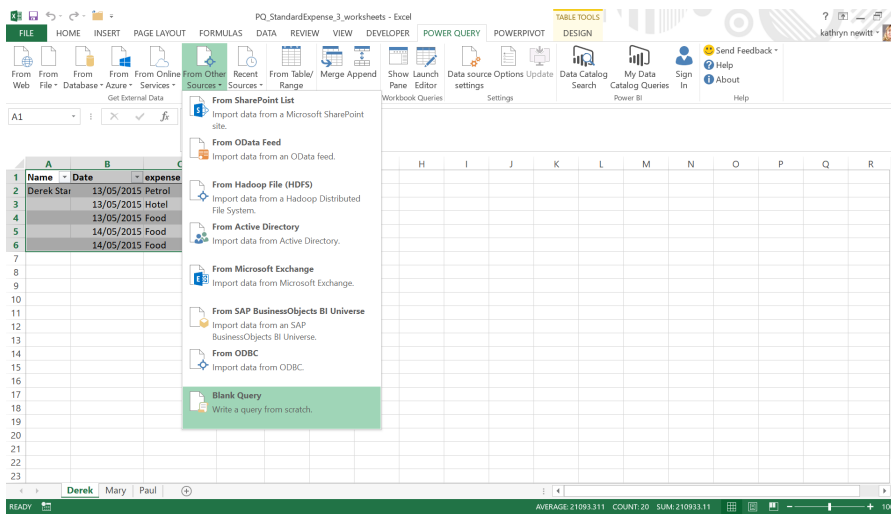 PQ_StandardExpense_3_worksheets - Excel
TABLE TOOLS
FILE HOME INSERT PAGE LAYOUT FORMULAS DATA REVIEW VIEW DEVELOPER POWER QUERY POWERPIVOT DESIGN
kathryn newitt
From Web
From File
From Database
From Azure
From Online Services
From Other Sources
Recent Sources
From Table/ Range
Merge
Append
Show Pane
Launch Editor
Data source settings
Options
Update
Data Catalog Search
My Data Catalog Queries
Sign In
Send Feedback
Help
About
Get External Data
Workbook Queries
Settings
Power BI
Help
A1
fx
From SharePoint List
Import data from a Microsoft SharePoint
site.
From OData Feed
Import data from an OData feed.
From Hadoop File (HDFS)
Import data from a Hadoop Distributed
File System.
From Active Directory
Import data from Active Directory.
From Microsoft Exchange
Import data from Microsoft Exchange.
From SAP BusinessObjects BI Universe
Import data from an SAP
BusinessObjects BI Universe.
From ODBC
Import data from ODBC.
Blank Query
Write a query from scratch.
A B C H I J K L M N O P Q R
1 Name Date expense
2 Derek Star 13/05/2015 Petrol
3 13/05/2015 Hotel
4 13/05/2015 Food
5 14/05/2015 Food
6 14/05/2015 Food
7
8
9
10
11
12
13
14
15
16
17
18
19
20
21
22
23
Derek Mary Paul
READY
AVERAGE: 21093.311 COUNT: 20 SUM: 210933.11
10